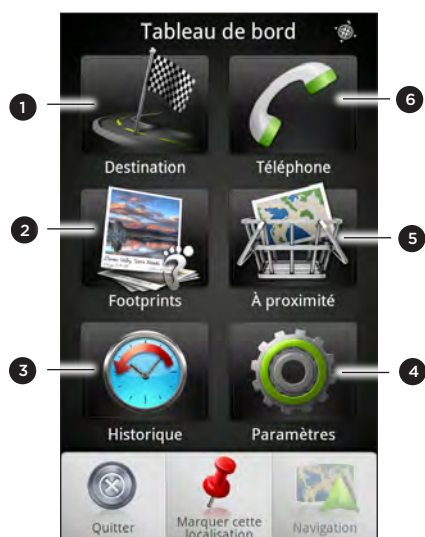 Tableau de bord
1
6
Destination
Téléphone
2
5
Footprints
À proximité
3
4
Historique
Paramètres
Quitter
Marquer cette
localisation
Navigation